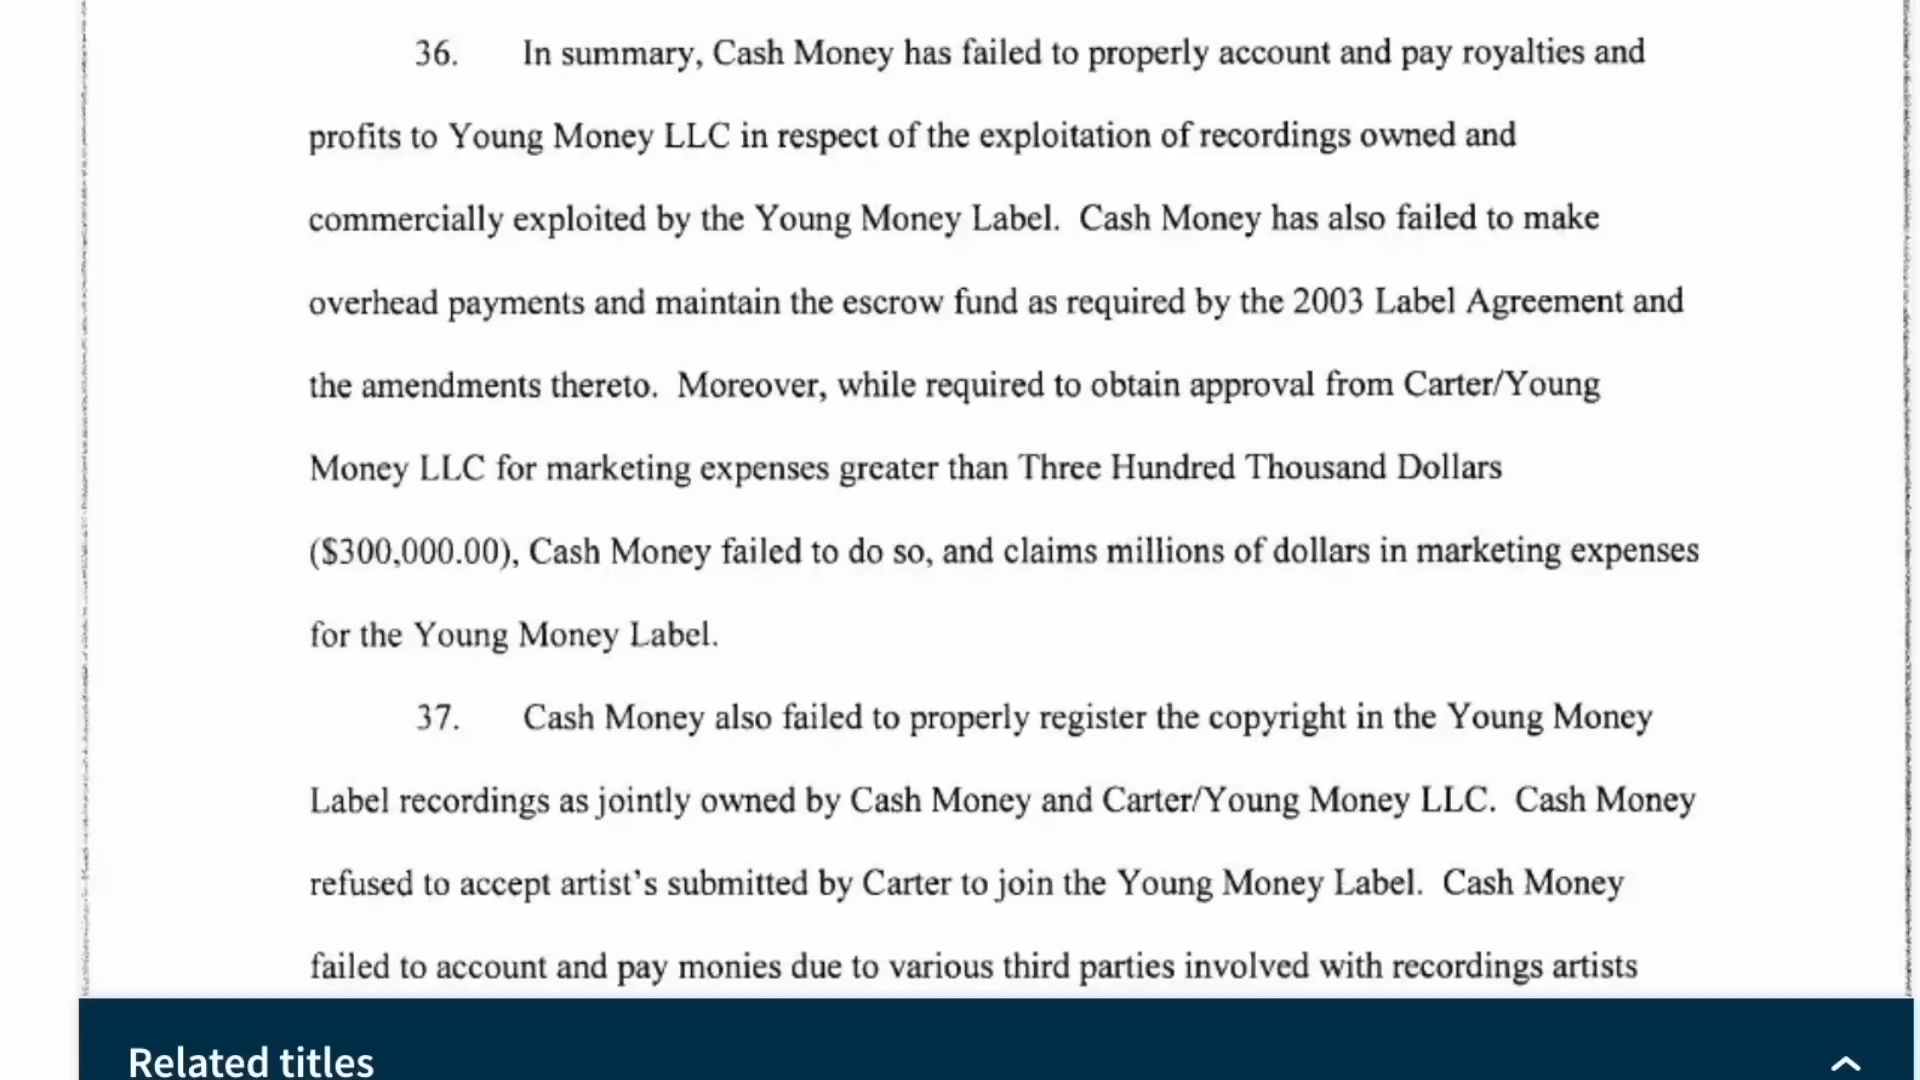 36. In summary, Cash Money has failed to properly account and pay royalties and
profits to Young Money LLC in respect of the exploitation of recordings owned and
commercially exploited by the Young Money Label. Cash Money has also failed to make
overhead payments and maintain the escrow fund as required by the 2003 Label Agreement and
the amendments thereto. Moreover, while required to obtain approval from Carter/Young
Money LLC for marketing expenses greater than Three Hundred Thousand Dollars
($300,000.00), Cash Money failed to do so, and claims millions of dollars in marketing expenses
for the Young Money Label.
37. Cash Money also failed to properly register the copyright in the Young Money
Label recordings as jointly owned by Cash Money and Carter/Young Money LLC. Cash Money
refused to accept artist’s submitted by Carter to join the Young Money Label. Cash Money
failed to account and pay monies due to various third parties involved with recordings artists
Related titles